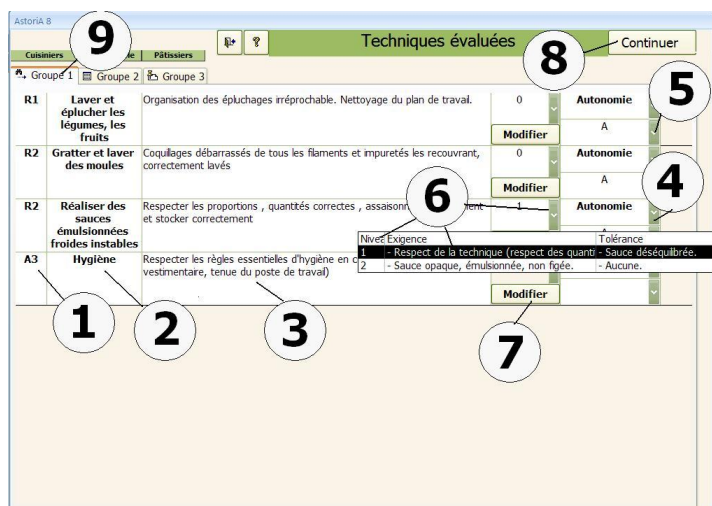 AstoriA 8
9
Techniques évaluées
8
Continuer
Cuisiniers
Pâtissiers
Groupe 1
Groupe 2
Groupe 3
5
R1
Laver et
éplucher les
légumes, les
fruits
Organisation des épluchages irréprochable. Nettoyage du plan de travail.
0
Modifier
Autonomie
A
R2
Gratter et laver
des moules
Coquillages débarrassés de tous les filaments et impuretés les recouvrant,
correctement lavés
0
Modifier
Autonomie
A
4
6
R2
Réaliser des
sauces
émulsionnées
froides instables
Respecter les proportions , quantités correctes ,
et stocker correctement
1
Autonomie
Exigence
Tolérance
1
- Respect de la technique (respect des quanti
- Sauce déséquilibrée.
2
- Sauce opaque, émulsionnée, non figée.
- Aucune.
A3
Hygiène
Respecter les règles essentielles d'hygiène en
vestimentaire, tenue du poste de travail)
Modifier
1
2
3
7